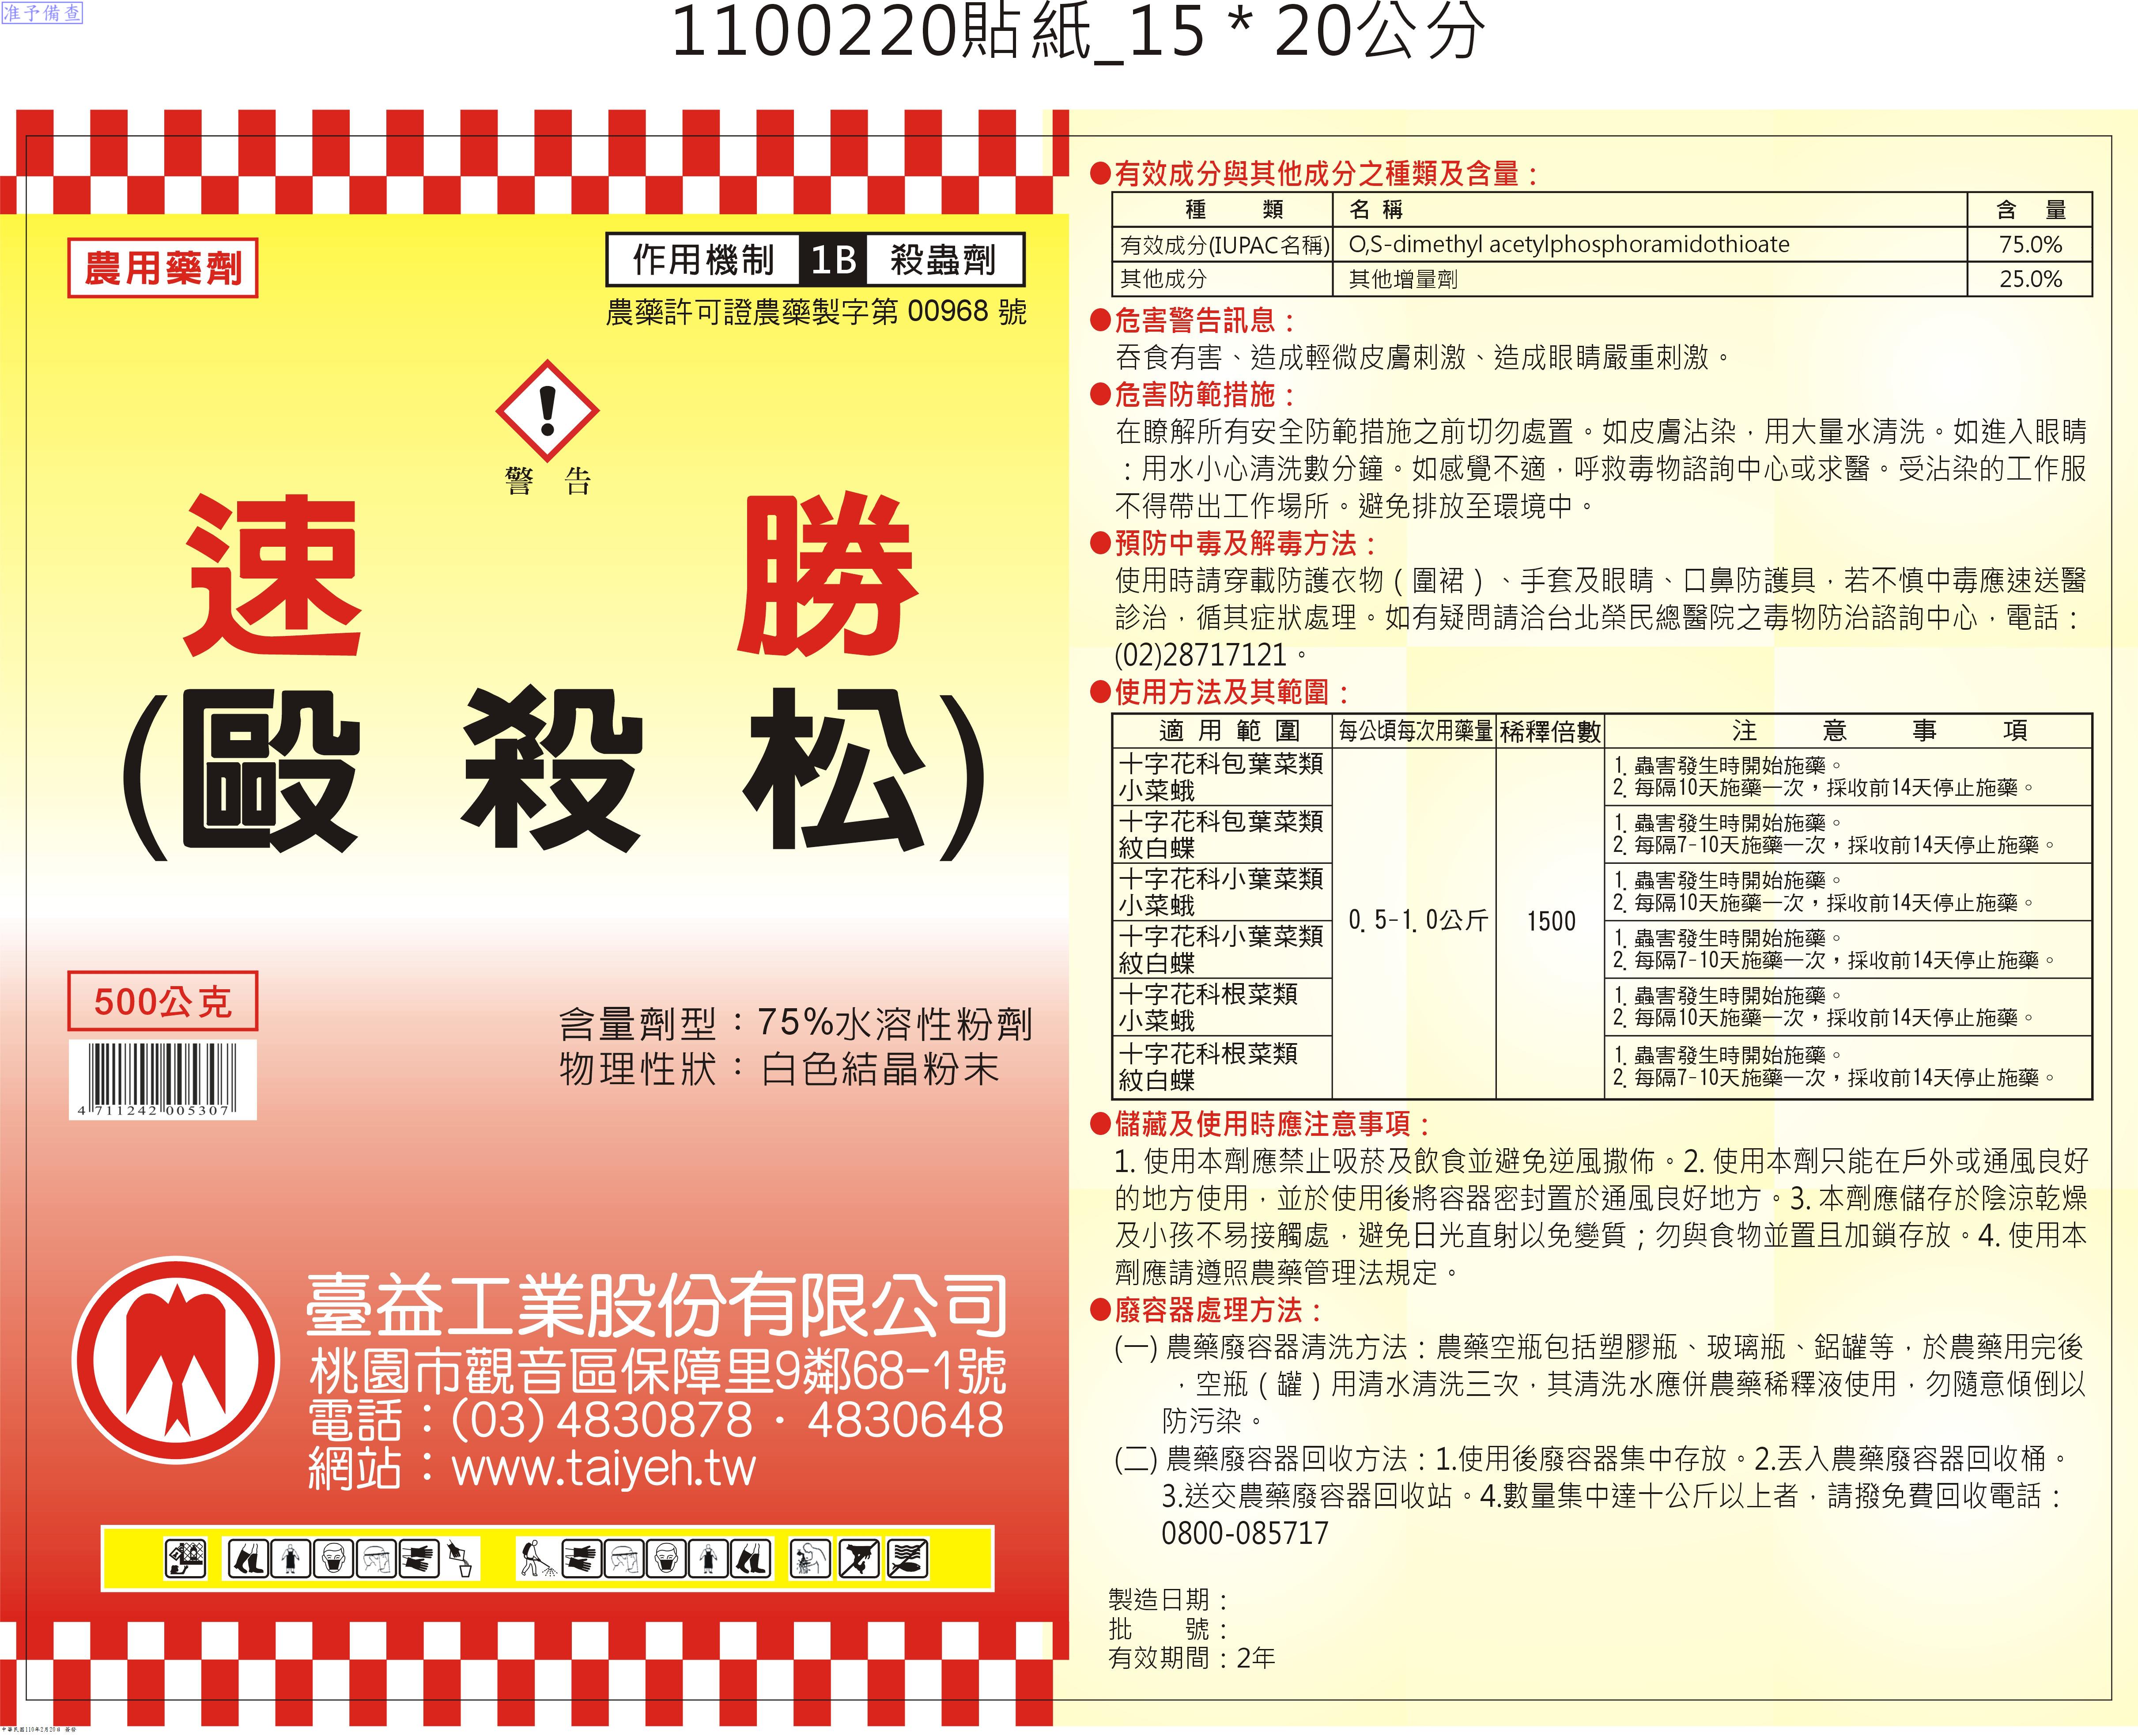 准予備查
1100220貼紙_15 * 20公分
農用藥劑
作用機制 1B 殺蟲劑
農藥許可證農藥製字第 00968 號
警 告
速 勝
(毆 殺 松)
500公克
含量劑型：75%水溶性粉劑
物理性狀：白色結晶粉末
4 711242 005307
臺益工業股份有限公司
桃園市觀音區保障里9鄰68-1號
電話：(03)4830878．4830648
網站：www.taiyeh.tw
●有效成分與其他成分之種類及含量：
種 類 名 稱 含 量
有效成分(IUPAC名稱) O,S-dimethyl acetylphosphoramidothioate 75.0%
其他成分 其他增量劑 25.0%
●危害警告訊息：
吞食有害、造成輕微皮膚刺激、造成眼睛嚴重刺激。
●危害防範措施：
在瞭解所有安全防範措施之前切勿處置。如皮膚沾染，用大量水清洗。如進入眼睛
：用水小心清洗數分鐘。如感覺不適，呼救毒物諮詢中心或求醫。受沾染的工作服
不得帶出工作場所。避免排放至環境中。
●預防中毒及解毒方法：
使用時請穿載防護衣物（圍裙）、手套及眼睛、口鼻防護具，若不慎中毒應速送醫
診治，循其症狀處理。如有疑問請洽台北榮民總醫院之毒物防治諮詢中心，電話：
(02)28717121。
●使用方法及其範圍：
適 用 範 圍 每公頃每次用藥量 稀釋倍數 注 意 事 項
十字花科包葉菜類
小菜蛾
1. 蟲害發生時開始施藥。
2. 每隔10天施藥一次，採收前14天停止施藥。
十字花科包葉菜類
紋白蝶
1. 蟲害發生時開始施藥。
2. 每隔7-10天施藥一次，採收前14天停止施藥。
十字花科小葉菜類
小菜蛾
1. 蟲害發生時開始施藥。
2. 每隔10天施藥一次，採收前14天停止施藥。
0.5-1.0公斤 1500
十字花科小葉菜類
紋白蝶
1. 蟲害發生時開始施藥。
2. 每隔7-10天施藥一次，採收前14天停止施藥。
十字花科根菜類
小菜蛾
1. 蟲害發生時開始施藥。
2. 每隔10天施藥一次，採收前14天停止施藥。
十字花科根菜類
紋白蝶
1. 蟲害發生時開始施藥。
2. 每隔7-10天施藥一次，採收前14天停止施藥。
●儲藏及使用時應注意事項：
1. 使用本劑應禁止吸菸及飲食並避免逆風撒佈。2. 使用本劑只能在戶外或通風良好
的地方使用，並於使用後將容器密封置於通風良好地方。3. 本劑應儲存於陰涼乾燥
及小孩不易接觸處，避免日光直射以免變質；勿與食物並置且加鎖存放。4. 使用本
劑應請遵照農藥管理法規定。
●廢容器處理方法：
(一) 農藥廢容器清洗方法：農藥空瓶包括塑膠瓶、玻璃瓶、鋁罐等，於農藥用完後
，空瓶（罐）用清水清洗三次，其清洗水應併農藥稀釋液使用，勿隨意傾倒以
防污染。
(二) 農藥廢容器回收方法：1.使用後廢容器集中存放。2.丟入農藥廢容器回收桶。
3.送交農藥廢容器回收站。4.數量集中達十公斤以上者，請撥免費回收電話：
0800-085717
製造日期：
批 號：
有效期間：2年